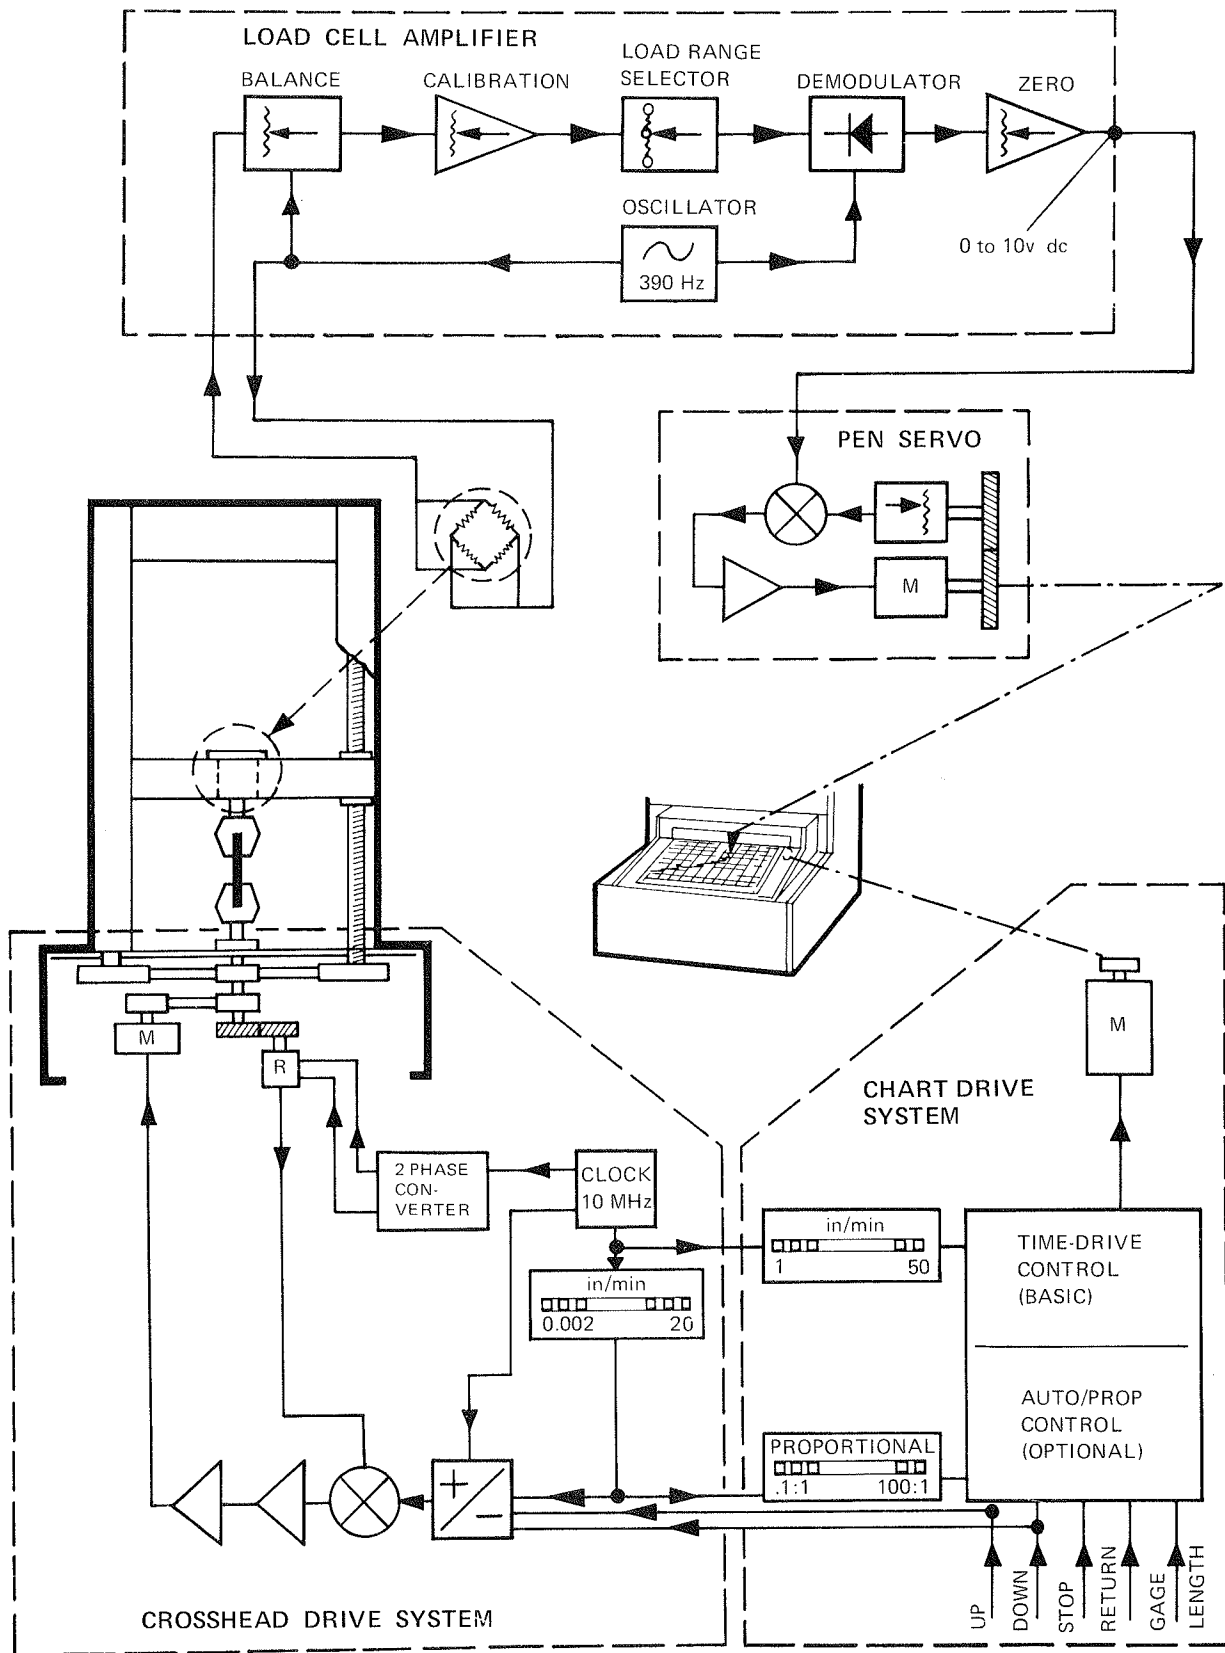 LOAD CELL AMPLIFIER
BALANCE
CALIBRATION
LOAD RANGE
SELECTOR
DEMODULATOR
ZERO
OSCILLATOR
390 Hz
0 to 10v dc
PEN SERVO
M
M
R
M
CHART DRIVE
SYSTEM
2 PHASE
CON-
VERTER
CLOCK
10 MHz
in/min
1 50
in/min
0.002 20
TIME-DRIVE
CONTROL
(BASIC)
AUTO/PROP
CONTROL
(OPTIONAL)
PROPORTIONAL
.1:1 100:1
+
−
UP
DOWN
STOP
RETURN
GAGE
LENGTH
CROSSHEAD DRIVE SYSTEM